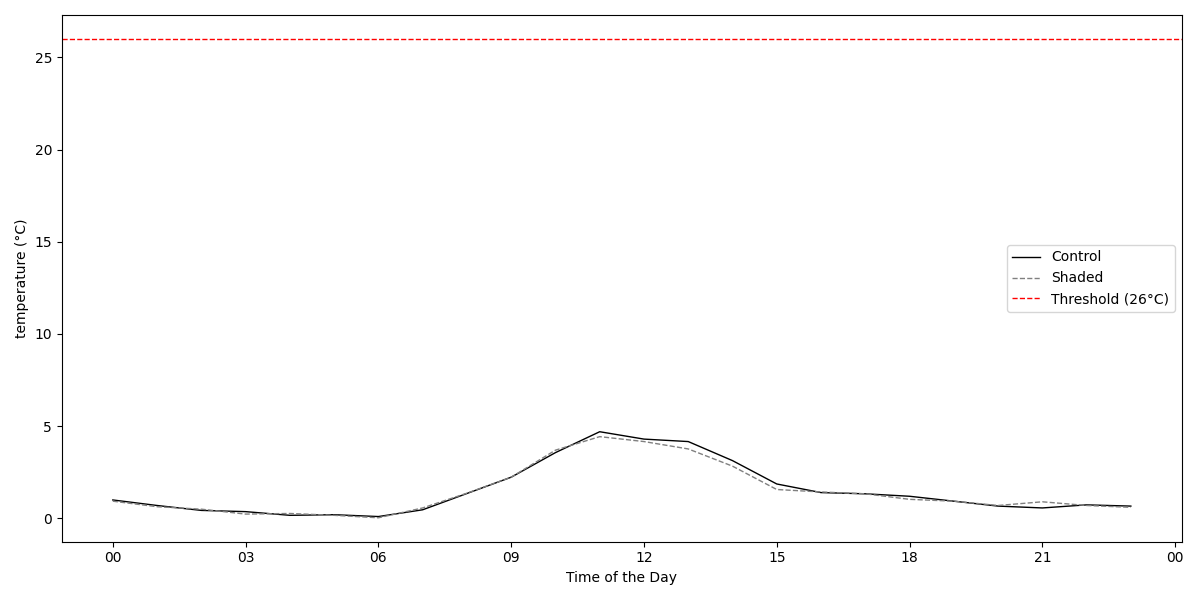 25
20
15
10
5
0
temperature (°C)
Control
Shaded
Threshold (26°C)
00 03 06 09 12 15 18 21 00
Time of the Day